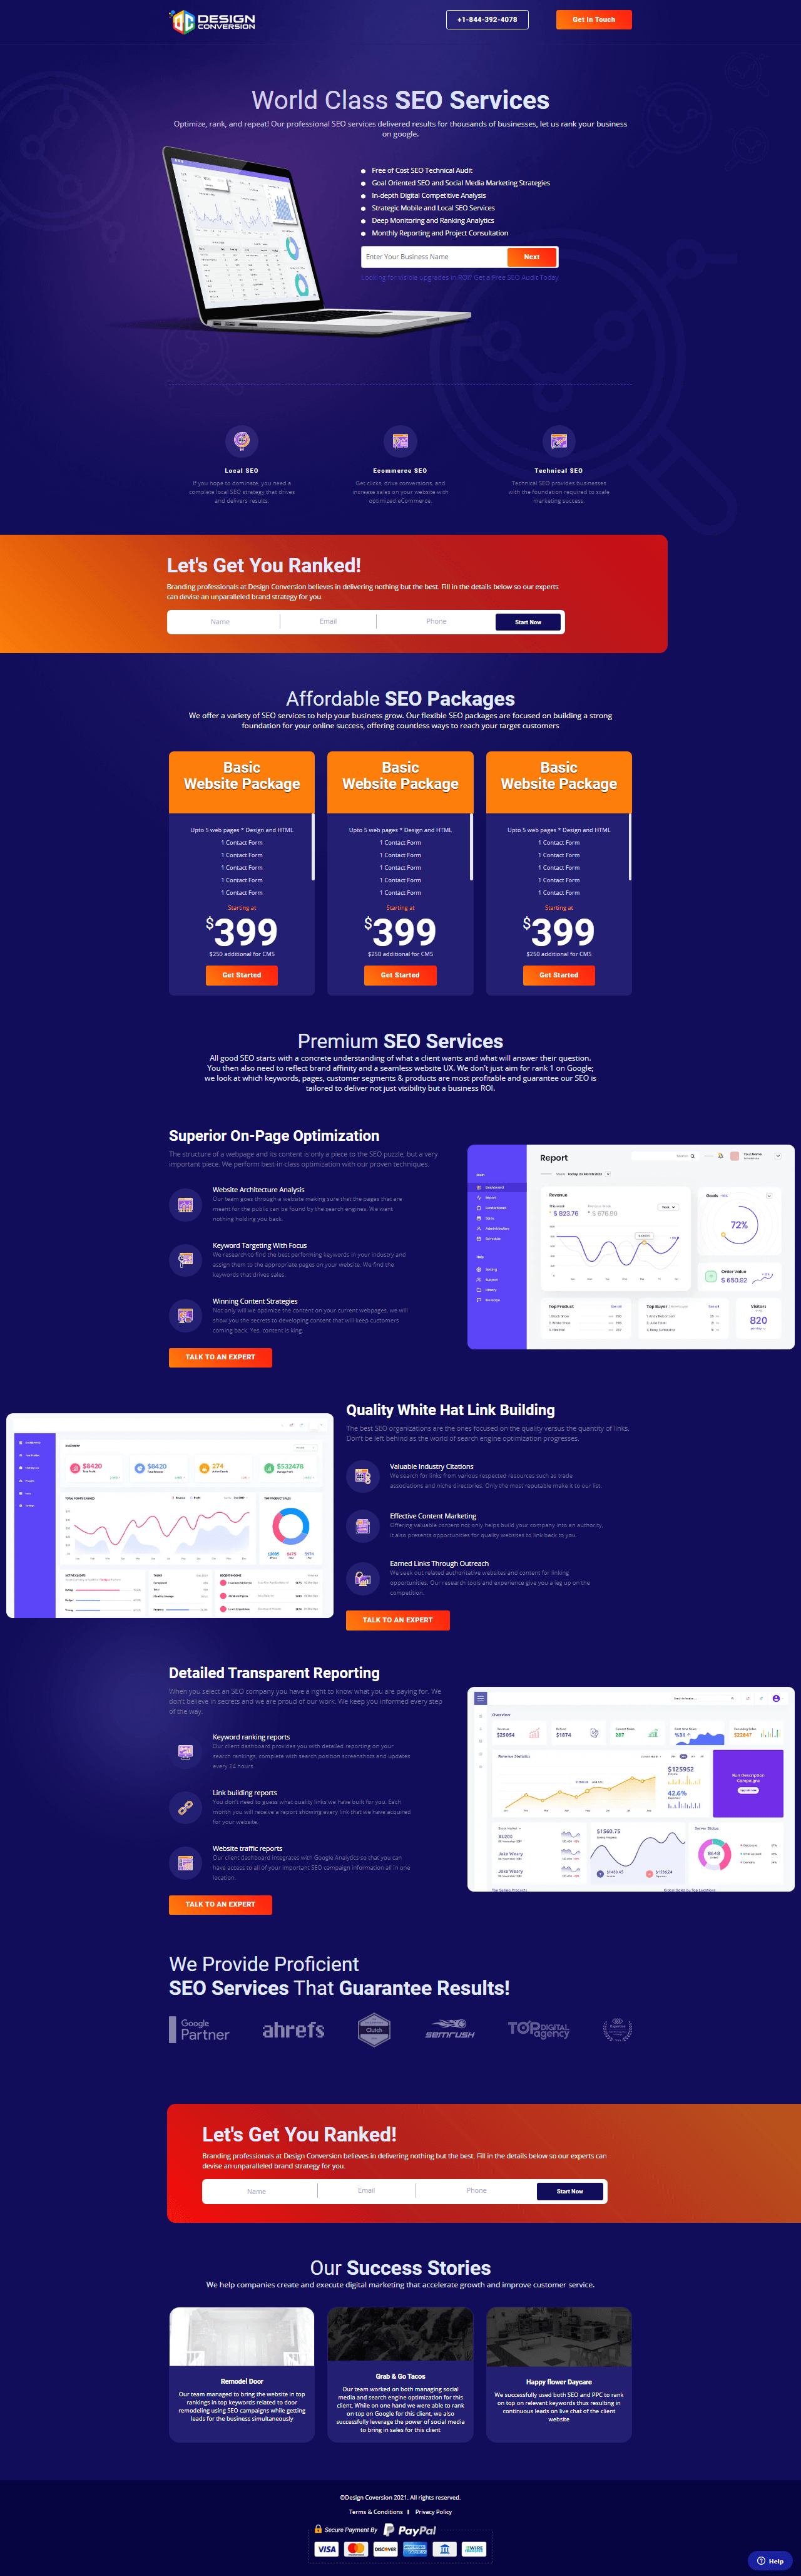 DESIGN
CONVERSION
+1-844-392-4078
Get In Touch
World Class SEO Services
Optimize, rank, and repeat! Our professional SEO services delivered results for thousands of businesses, let us rank your business
on google.
Free of Cost SEO Technical Audit
Goal Oriented SEO and Social Media Marketing Strategies
In-depth Digital Competitive Analysis
Strategic Mobile and Local SEO Services
Deep Monitoring and Ranking Analytics
Monthly Reporting and Project Consultation
Enter Your Business Name
Next
Looking for visible upgrades in ROI? Get a Free SEO Audit Today
Local SEO
If you hope to dominate, you need a
complete local SEO strategy that drives
and delivers results.
Ecommerce SEO
Get clicks, drive conversions, and
increase sales on your website with
optimized eCommerce.
Technical SEO
Technical SEO provides businesses
with the foundation required to scale
marketing success.
Let's Get You Ranked!
Branding professionals at Design Conversion believes in delivering nothing but the best. Fill in the details below so our experts
can devise an unparalleled brand strategy for you.
Name
Email
Phone
Start Now
Affordable SEO Packages
We offer a variety of SEO services to help your business grow. Our flexible SEO packages are focused on building a strong
foundation for your online success, offering countless ways to reach your target customers
Basic
Website Package
Upto 5 web pages * Design and HTML
1 Contact Form
1 Contact Form
1 Contact Form
1 Contact Form
1 Contact Form
Starting at
$399
$250 additional for CMS
Get Started
Basic
Website Package
Upto 5 web pages * Design and HTML
1 Contact Form
1 Contact Form
1 Contact Form
1 Contact Form
1 Contact Form
Starting at
$399
$250 additional for CMS
Get Started
Basic
Website Package
Upto 5 web pages * Design and HTML
1 Contact Form
1 Contact Form
1 Contact Form
1 Contact Form
1 Contact Form
Starting at
$399
$250 additional for CMS
Get Started
Premium SEO Services
All good SEO starts with a concrete understanding of what a client wants and what will answer their question.
You then also need to reflect brand affinity and a seamless website UX. We don't just aim for rank 1 on Google;
we look at which keywords, pages, customer segments & products are most profitable and guarantee our SEO is
tailored to deliver not just visibility but a business ROI.
Superior On-Page Optimization
The structure of a webpage and its content is only a piece to the SEO puzzle, but a very
important piece. We perform best-in-class optimization with our proven techniques.
Website Architecture Analysis
Our team goes through a website making sure that the pages that are
meant for the public can be found by the search engines. We want
nothing holding you back.
Keyword Targeting With Focus
We research to find the best performing keywords in your industry and
assign them to the appropriate pages on your website. We find the
keywords that drives sales.
Winning Content Strategies
Not only will we optimize the content on your current webpages, we will
show you the secrets to developing content that will keep customers
coming back. Yes, content is king.
TALK TO AN EXPERT
Report
Revenue
$ 823.76
$ 676.90
Goals
72%
Order Value
$ 650.92
Top Product
Top Buyer
Visitors
820
Quality White Hat Link Building
The best SEO organizations are the ones focused on the quality versus the quantity of links.
Don't be left behind as the world of search engine optimization progresses.
Valuable Industry Citations
We search for links from various respected resources such as trade
associations and niche directories. Only the most reputable make it to our list.
Effective Content Marketing
Offering valuable content not only helps build your company into an authority,
it also presents opportunities for quality websites to link back to you.
Earned Links Through Outreach
We seek out related authoritative websites and content for linking
opportunities. Our research tools and experience give you a leg up on the
competition.
TALK TO AN EXPERT
$8420
$8420
274
$532476
Detailed Transparent Reporting
When you select an SEO company you have a right to know what you are paying for. We
don't believe in secrets and we are proud of our work. We keep you informed every step
of the way.
Keyword ranking reports
Our client dashboard provides you with detailed reporting on your
search rankings, complete with search position screenshots and updates
every 24 hours.
Link building reports
You don't need to guess what quality links we have built for you. Each
month you will receive a report showing every link that we have acquired
for your website.
Website traffic reports
Our client dashboard integrates with Google Analytics so that you can
have access to all of your important SEO campaign information all in one
location.
TALK TO AN EXPERT
Overview
$25054
$1874
Revenue Statistics
$125952
42.6%
$1560.75
We Provide Proficient
SEO Services That Guarantee Results!
Google
Partner
ahrefs
Clutch
semrush
TOP DIGITAL
agency
Let's Get You Ranked!
Branding professionals at Design Conversion believes in delivering nothing but the best. Fill in the details below so our experts can
devise an unparalleled brand strategy for you.
Name
Email
Phone
Start Now
Our Success Stories
We help companies create and execute digital marketing that accelerate growth and improve customer service.
Remodel Door
Our team managed to bring the website in top
rankings in top keywords related to door
remodeling using SEO campaigns while getting
leads for the business simultaneously
Grab & Go Tacos
Our team worked on both managing social
media and search engine optimization for this
client. While on one hand we were able to rank
on top on Google for this client, we also
successfully leverage the power of social media
to bring in sales for this client
Happy flower Daycare
We successfully used both SEO and PPC to rank
on top on relevant keywords thus resulting in
continuous leads on live chat of the client
website
©Design Coversion 2021. All rights reserved.
Terms & Conditions
Privacy Policy
Secure Payment By
PayPal
VISA
MasterCard
DISCOVER
WIRE
Help